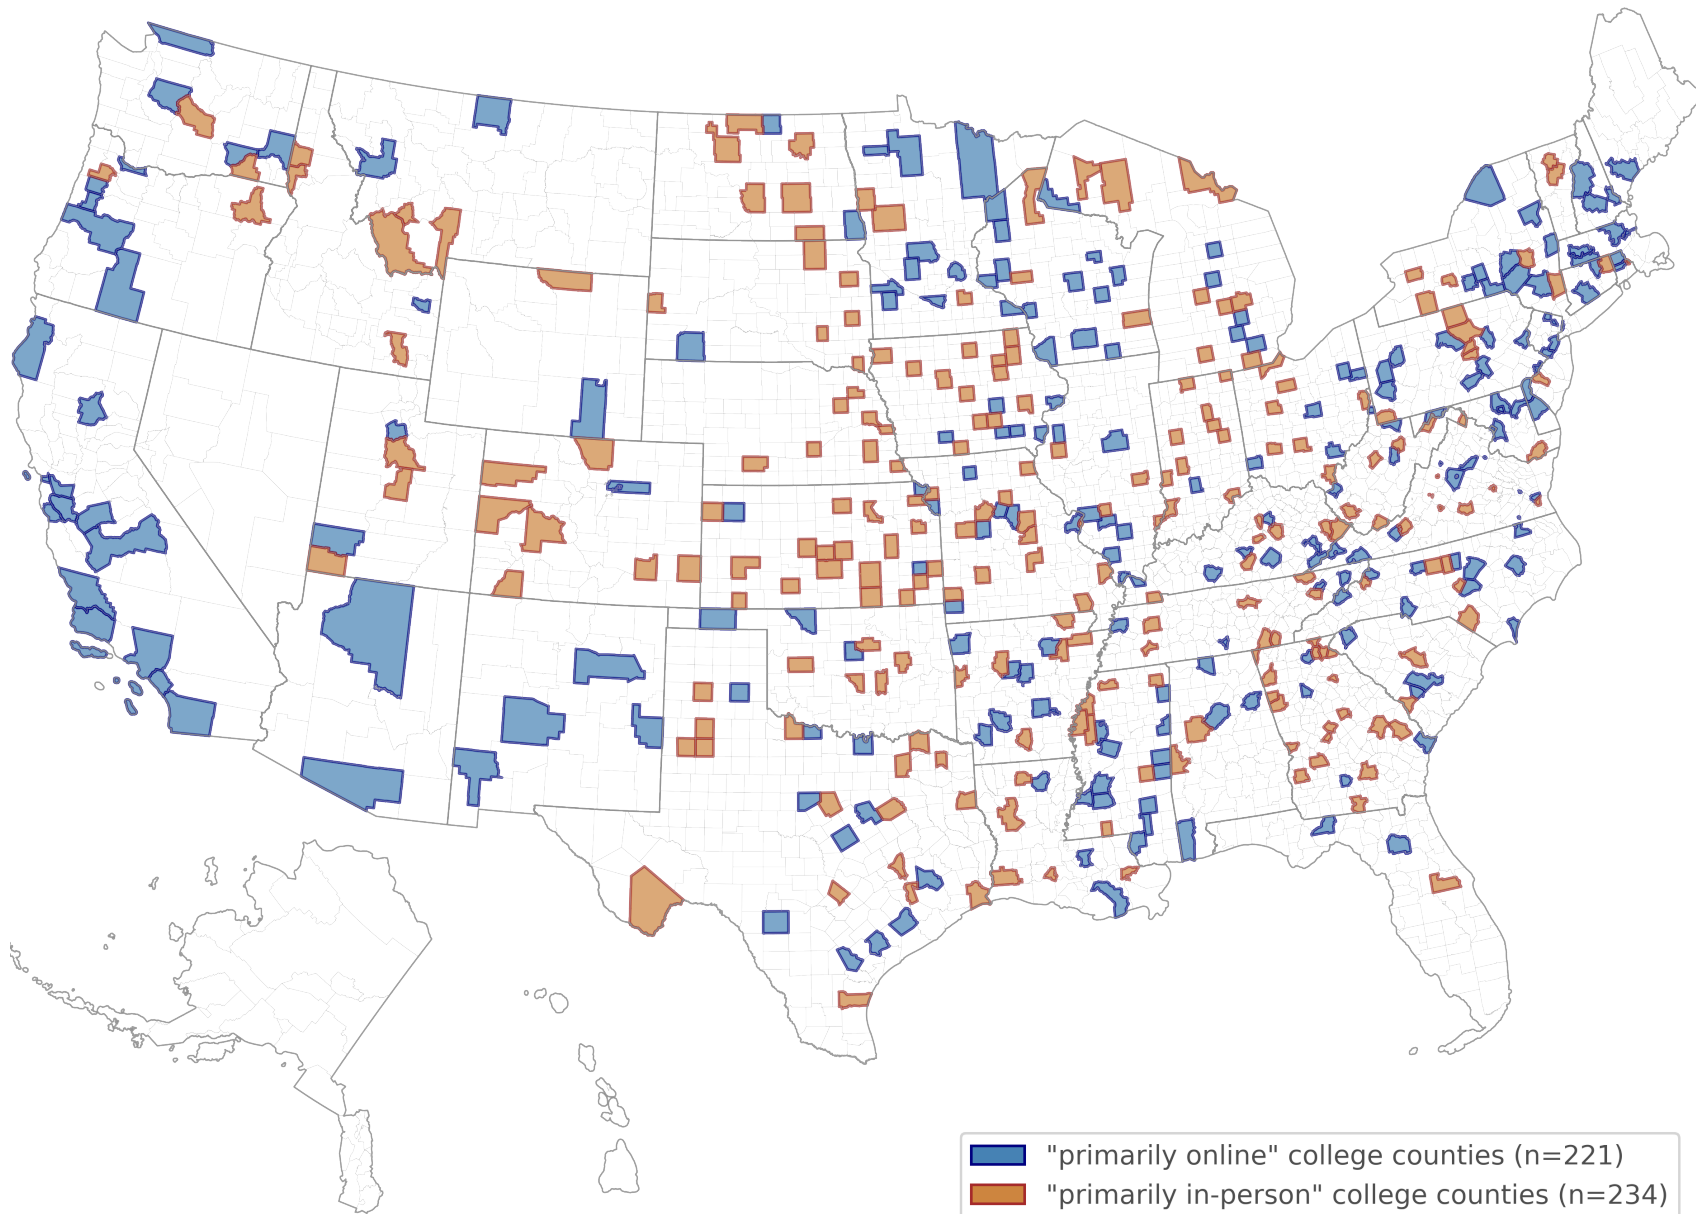 "primarily online" college counties (n=221)
"primarily in-person" college counties (n=234)